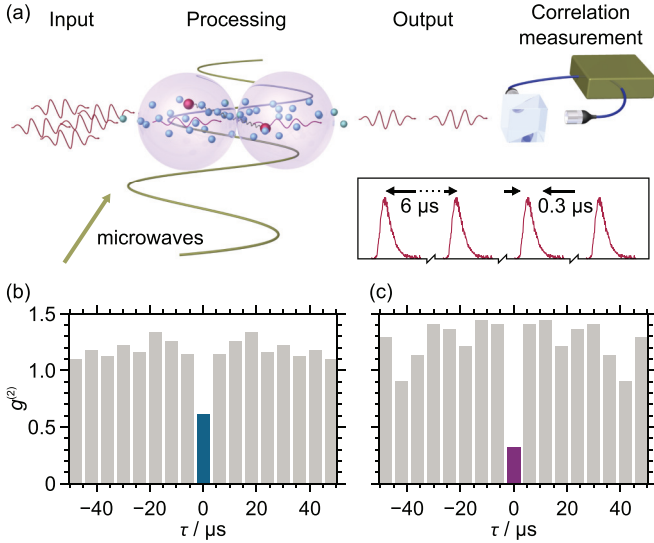 (a)
Input
Processing
Output
Correlation
measurement
microwaves
6 μs
0.3 μs
(b)
1.5
1.0
0.5
0
g⁽²⁾
−40 −20 0 20 40
τ / μs
(c)
−40 −20 0 20 40
τ / μs